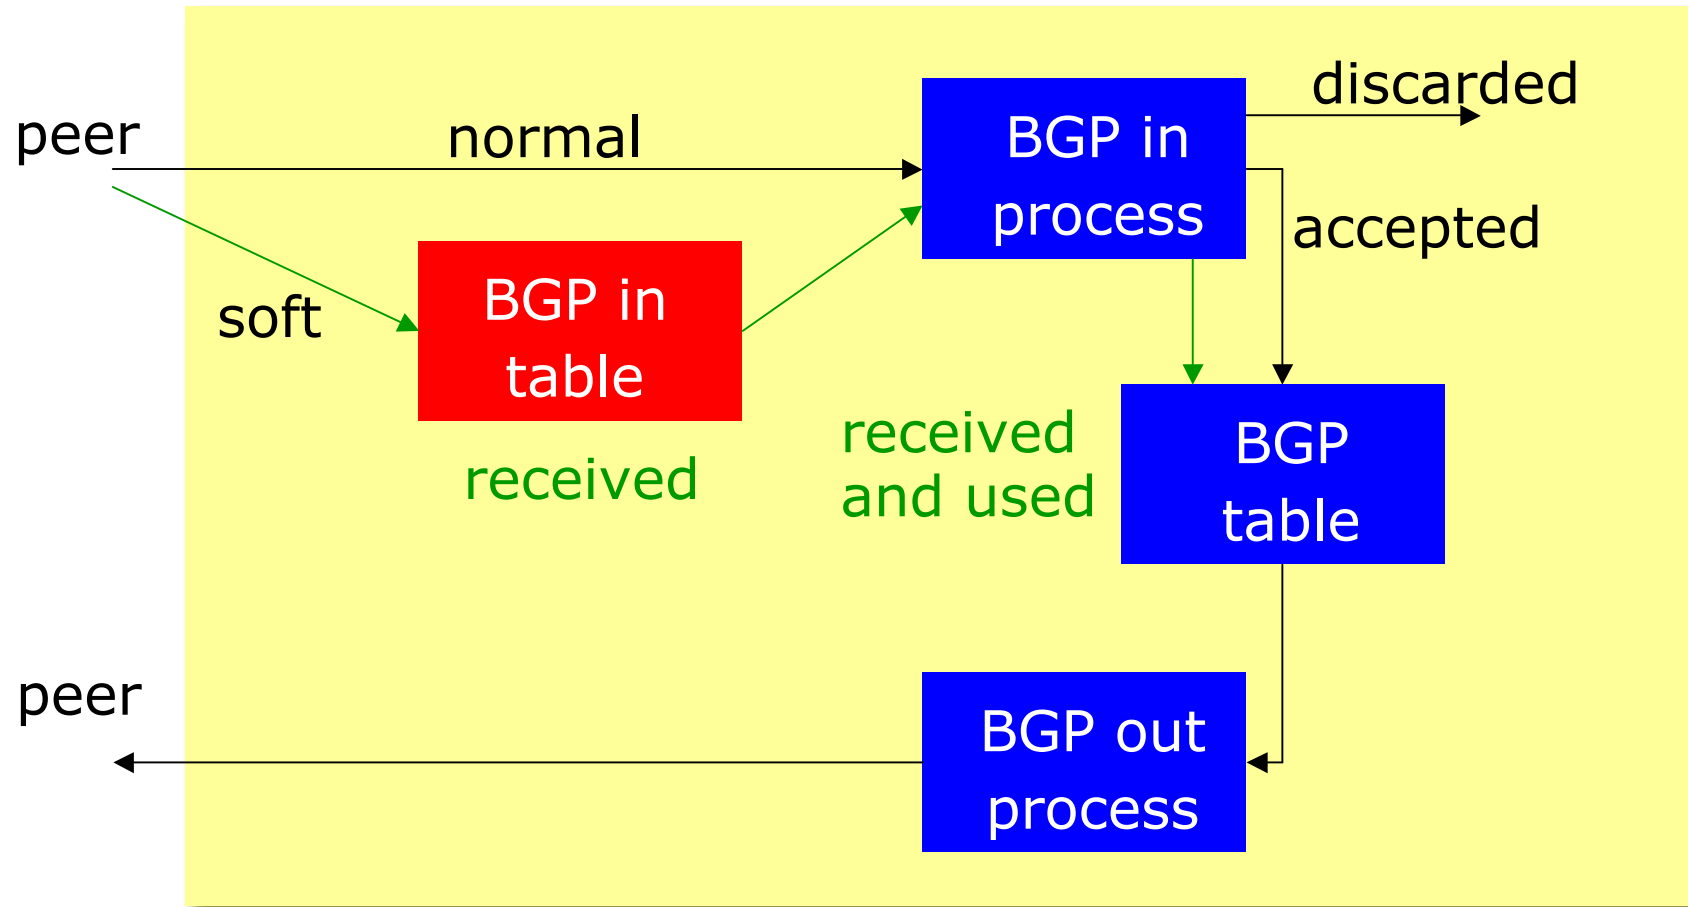 discarded
peer
normal
BGP in
process
accepted
soft
BGP in
table
received
received
and used
BGP
table
peer
BGP out
process